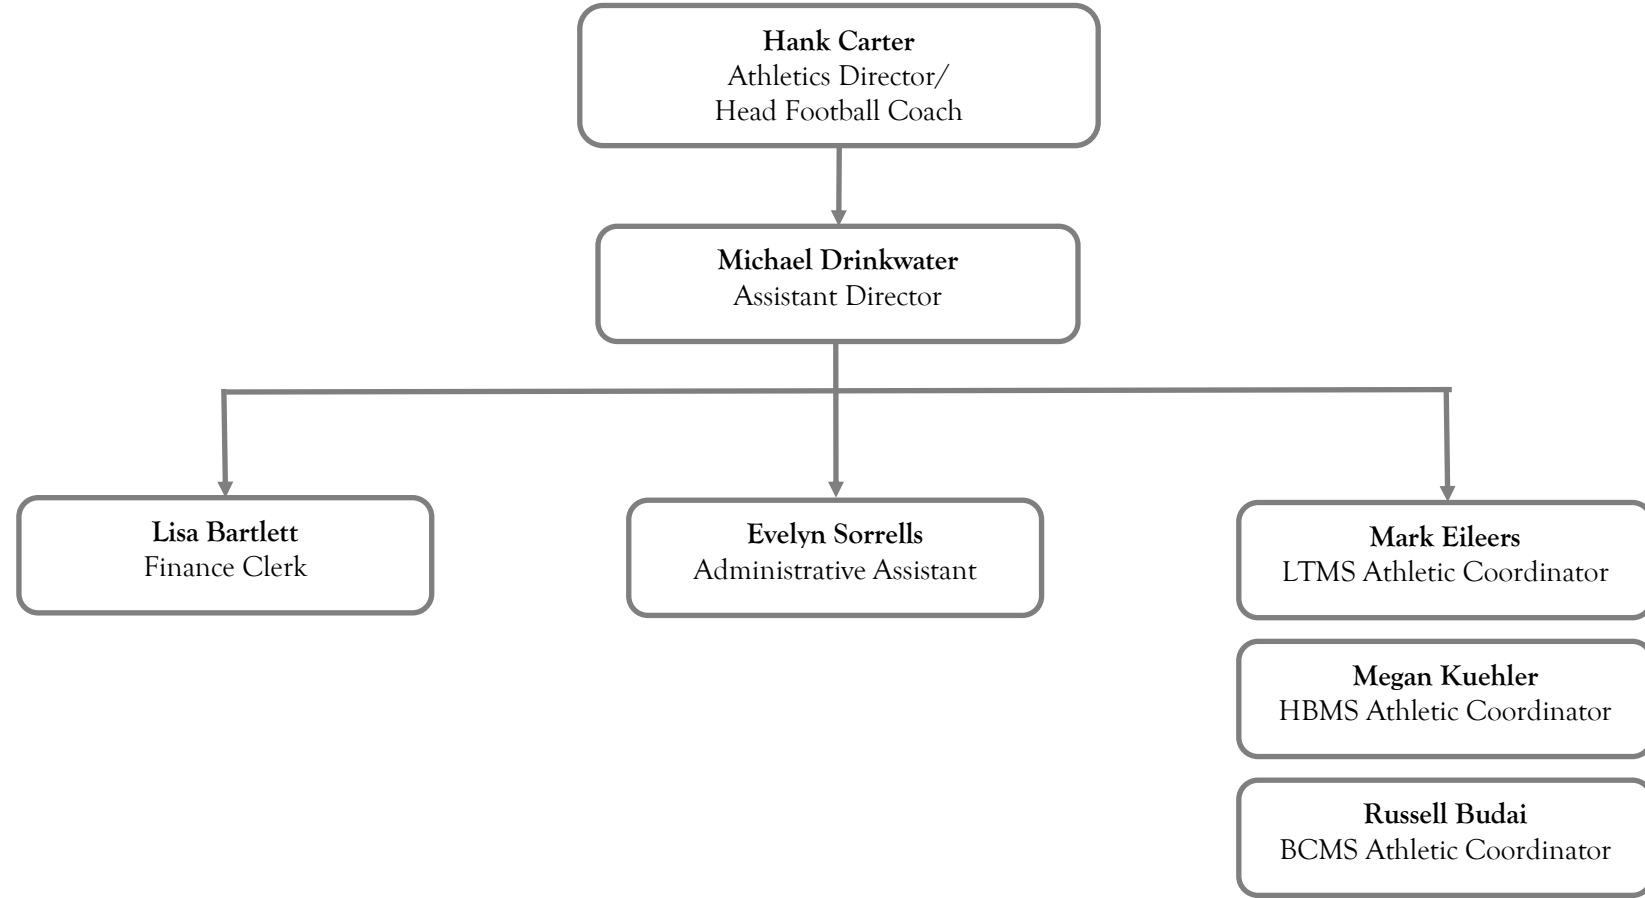 Hank Carter
Athletics Director/
Head Football Coach
Michael Drinkwater
Assistant Director
Lisa Bartlett
Finance Clerk
Evelyn Sorrells
Administrative Assistant
Mark Eileers
LTMS Athletic Coordinator
Megan Kuehler
HBMS Athletic Coordinator
Russell Budai
BCMS Athletic Coordinator